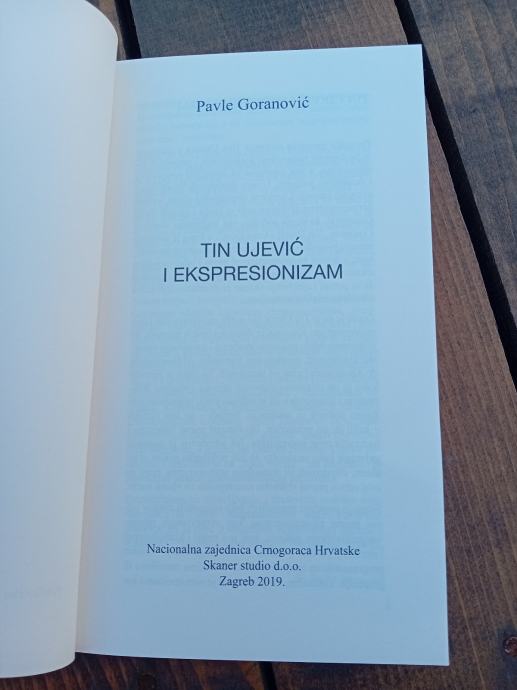 Pavle Goranović
TIN UJEVIĆ
I EKSPRESIONIZAM
Nacionalna zajednica Crnogoraca Hrvatske
Skaner studio d.o.o.
Zagreb 2019.